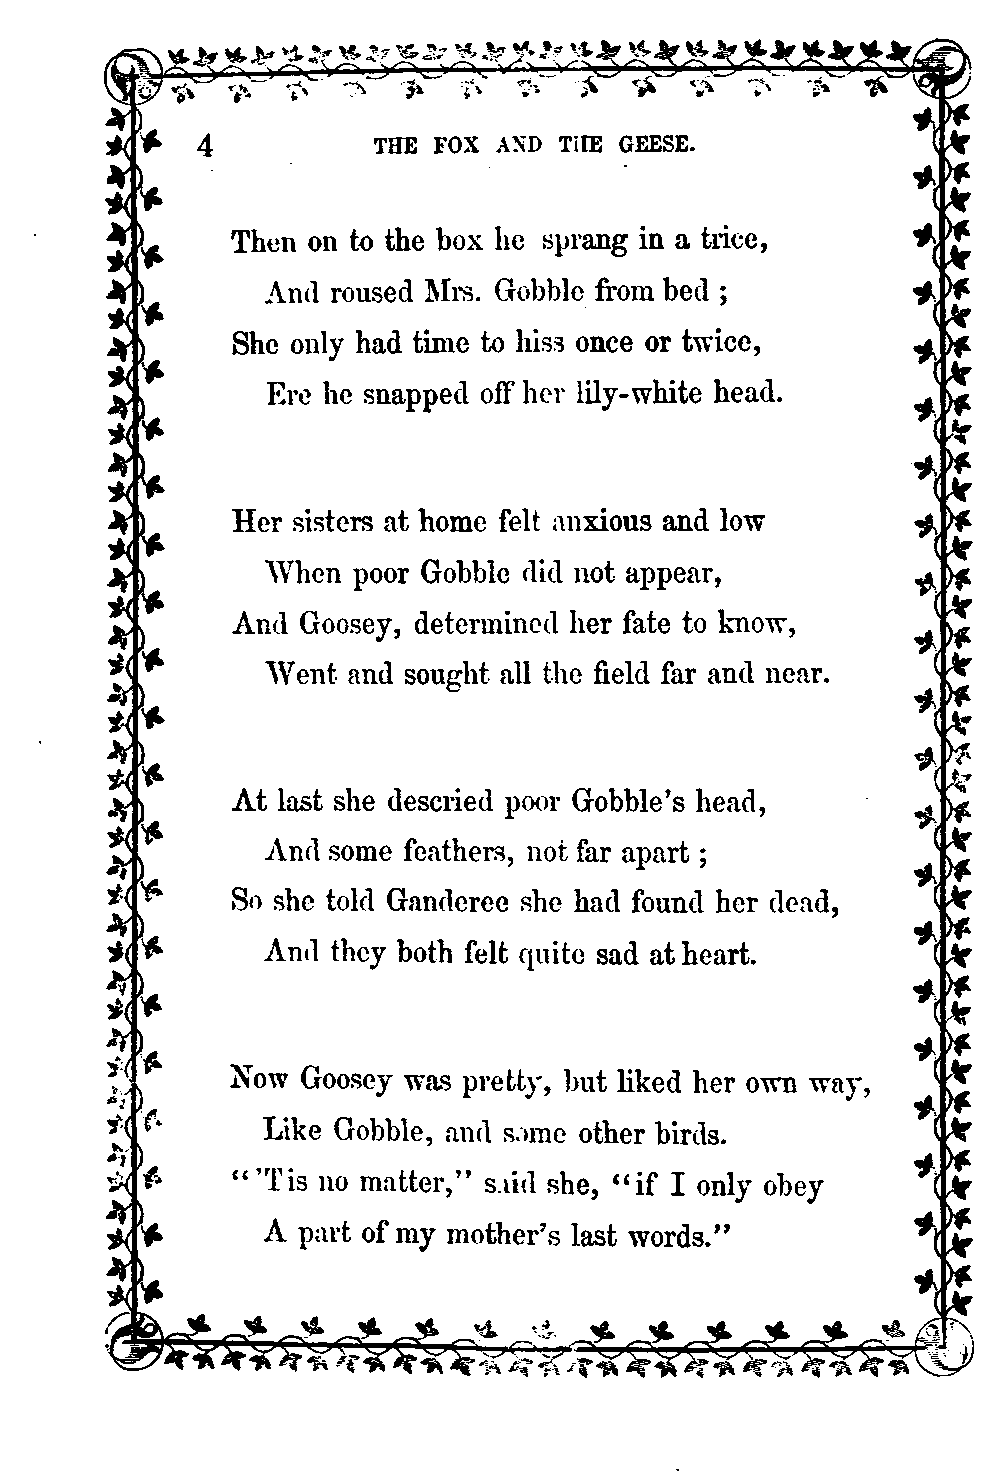 4 THE FOX AND THE GEESE.
Then on to the box he sprang in a trice,
And roused Mrs. Gobble from bed ;
She only had time to hiss once or twice,
Ere he snapped off her lily-white head.
Her sisters at home felt anxious and low
When poor Gobble did not appear,
And Goosey, determined her fate to know,
Went and sought all the field far and near.
At last she descried poor Gobble's head,
And some feathers, not far apart ;
So she told Ganderee she had found her dead,
And they both felt quite sad at heart.
Now Goosey was pretty, but liked her own way,
Like Gobble, and some other birds.
"'Tis no matter," said she, "if I only obey
A part of my mother's last words."